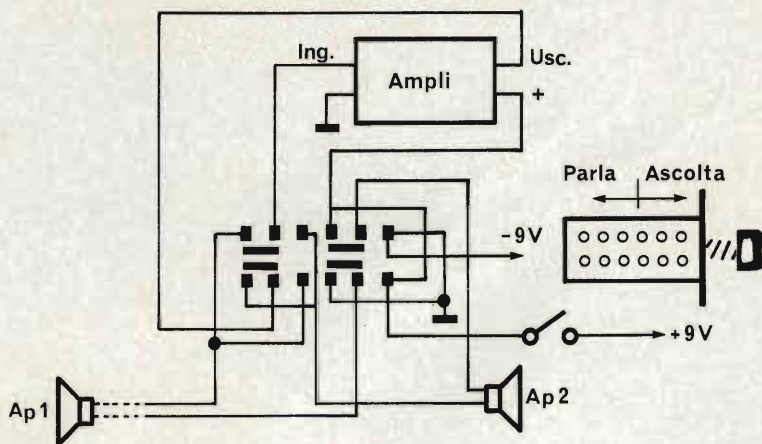 Ing.
Usc.
Ampli
+
Parla
Ascolta
-9V
+9V
Ap1
Ap2